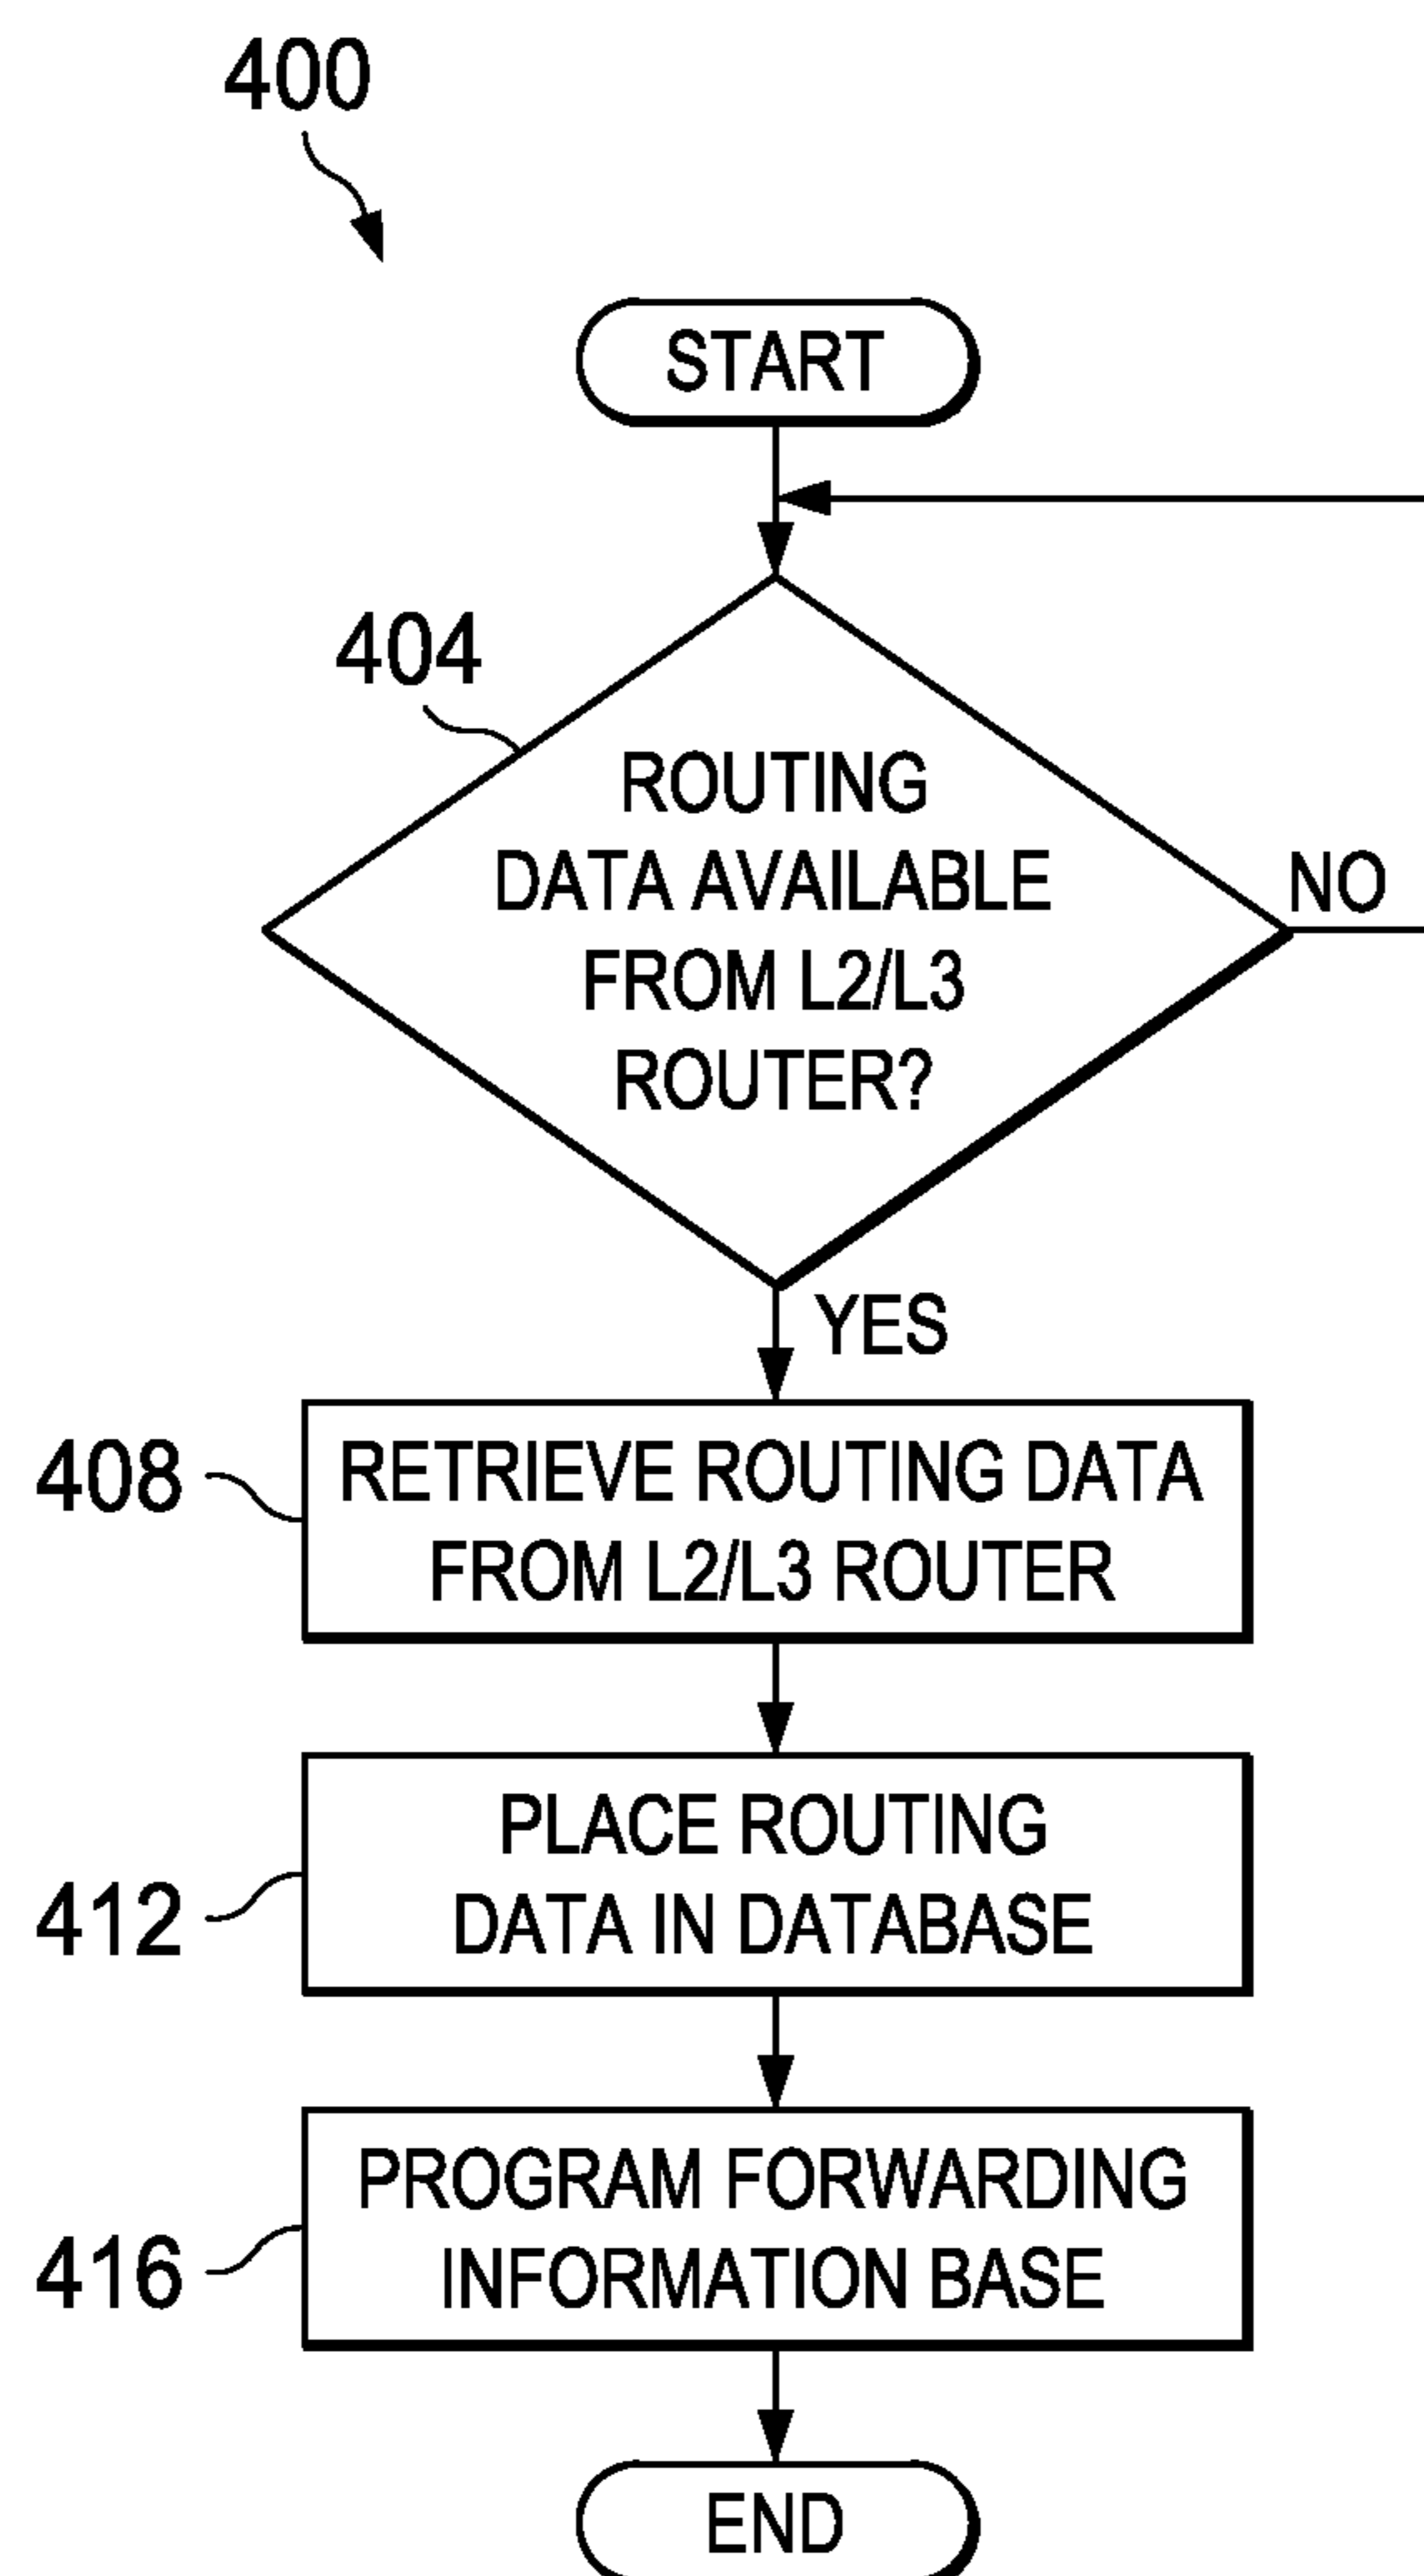 400
START
404
ROUTING
DATA AVAILABLE
FROM L2/L3
ROUTER?
NO
YES
408
RETRIEVE ROUTING DATA
FROM L2/L3 ROUTER
412
PLACE ROUTING
DATA IN DATABASE
416
PROGRAM FORWARDING
INFORMATION BASE
END